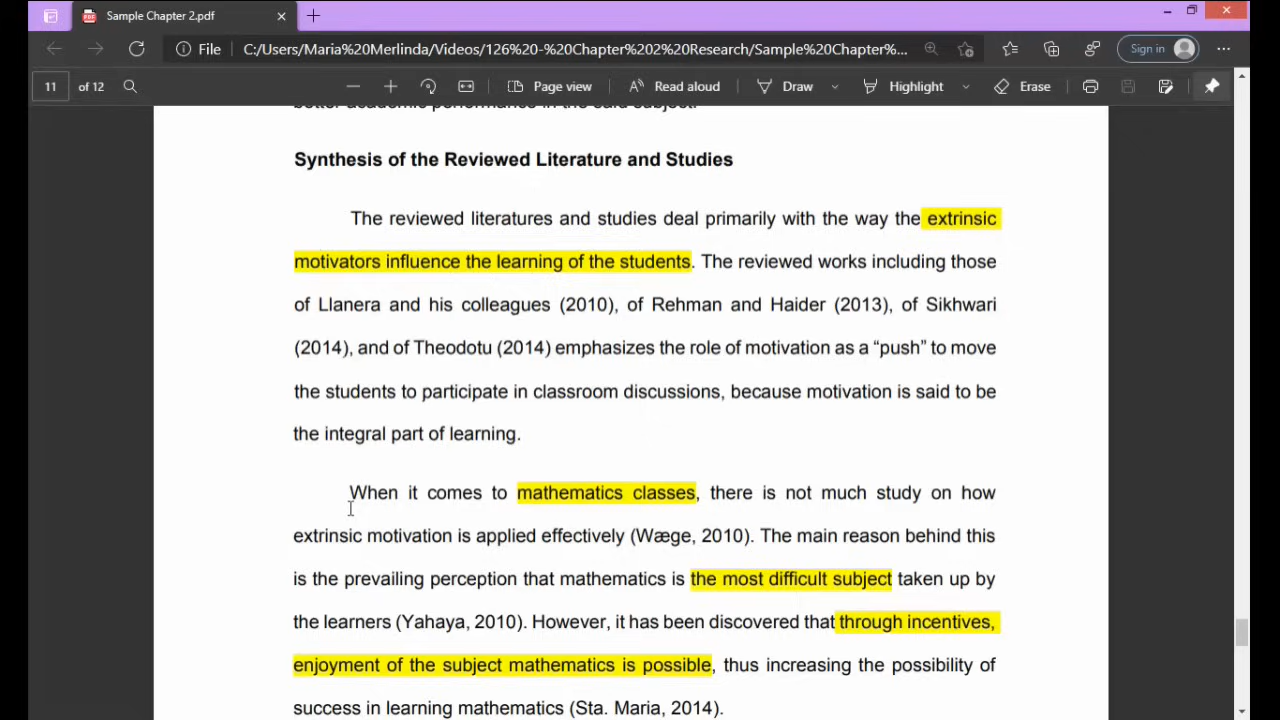 Sample Chapter 2.pdf
File C:/Users/Maria%20Merlinda/Videos/126%20-%20Chapter%202%20Research/Sample%20Chapter%... Sign in
11 of 12 Page view Read aloud Draw Highlight Erase
better academic performance in the said subject.
Synthesis of the Reviewed Literature and Studies
The reviewed literatures and studies deal primarily with the way the extrinsic
motivators influence the learning of the students. The reviewed works including those
of Llanera and his colleagues (2010), of Rehman and Haider (2013), of Sikhwari
(2014), and of Theodotu (2014) emphasizes the role of motivation as a “push” to move
the students to participate in classroom discussions, because motivation is said to be
the integral part of learning.
When it comes to mathematics classes, there is not much study on how
extrinsic motivation is applied effectively (Wæge, 2010). The main reason behind this
is the prevailing perception that mathematics is the most difficult subject taken up by
the learners (Yahaya, 2010). However, it has been discovered that through incentives,
enjoyment of the subject mathematics is possible, thus increasing the possibility of
success in learning mathematics (Sta. Maria, 2014).